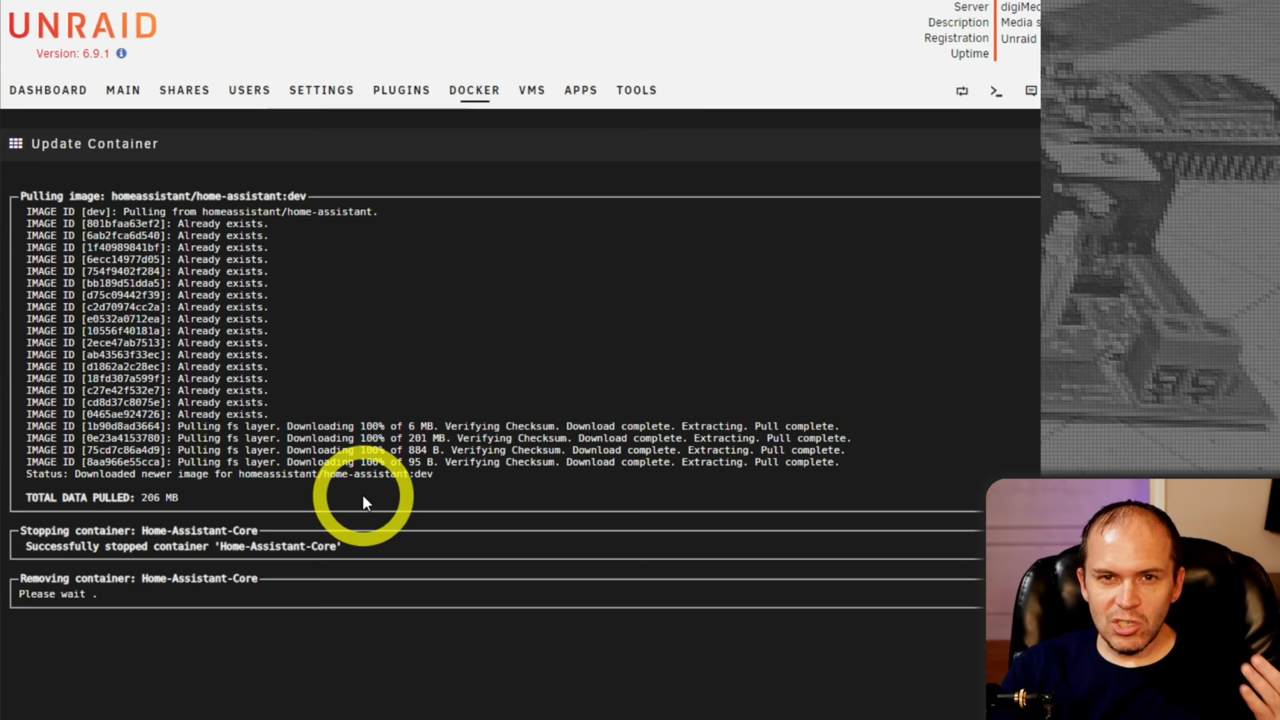 UNRAID
Version: 6.9.1
Server digiMed
Description Media s
Registration Unraid
Uptime
DASHBOARD MAIN SHARES USERS SETTINGS PLUGINS DOCKER VMS APPS TOOLS
Update Container
Pulling image: homeassistant/home-assistant:dev
IMAGE ID [dev]: Pulling from homeassistant/home-assistant.
IMAGE ID [801bfaa63ef2]: Already exists.
IMAGE ID [6ab2fca6d540]: Already exists.
IMAGE ID [1f40989841bf]: Already exists.
IMAGE ID [6ecc14977d05]: Already exists.
IMAGE ID [754f9402f284]: Already exists.
IMAGE ID [bb189d51dda5]: Already exists.
IMAGE ID [d75c09442f39]: Already exists.
IMAGE ID [c2d70974cc2a]: Already exists.
IMAGE ID [e0532a0712ea]: Already exists.
IMAGE ID [10556f40181a]: Already exists.
IMAGE ID [2ece47ab7513]: Already exists.
IMAGE ID [ab43563f33ec]: Already exists.
IMAGE ID [d1862a2c28ec]: Already exists.
IMAGE ID [18fd307a599f]: Already exists.
IMAGE ID [c27e42f532e7]: Already exists.
IMAGE ID [cd8d37c8075e]: Already exists.
IMAGE ID [0465ae924726]: Already exists.
IMAGE ID [1b90d8ad3664]: Pulling fs layer. Downloading 100% of 6 MB. Verifying Checksum. Download complete. Extracting. Pull complete.
IMAGE ID [0e23a4153780]: Pulling fs layer. Downloading 100% of 201 MB. Verifying Checksum. Download complete. Extracting. Pull complete.
IMAGE ID [75cd7c86a4d9]: Pulling fs layer. Downloading 100% of 884 B. Verifying Checksum. Download complete. Extracting. Pull complete.
IMAGE ID [8aa966e55cca]: Pulling fs layer. Downloading 100% of 95 B. Verifying Checksum. Download complete. Extracting. Pull complete.
Status: Downloaded newer image for homeassistant/home-assistant:dev
TOTAL DATA PULLED: 206 MB
Stopping container: Home-Assistant-Core
Successfully stopped container 'Home-Assistant-Core'
Removing container: Home-Assistant-Core
Please wait .